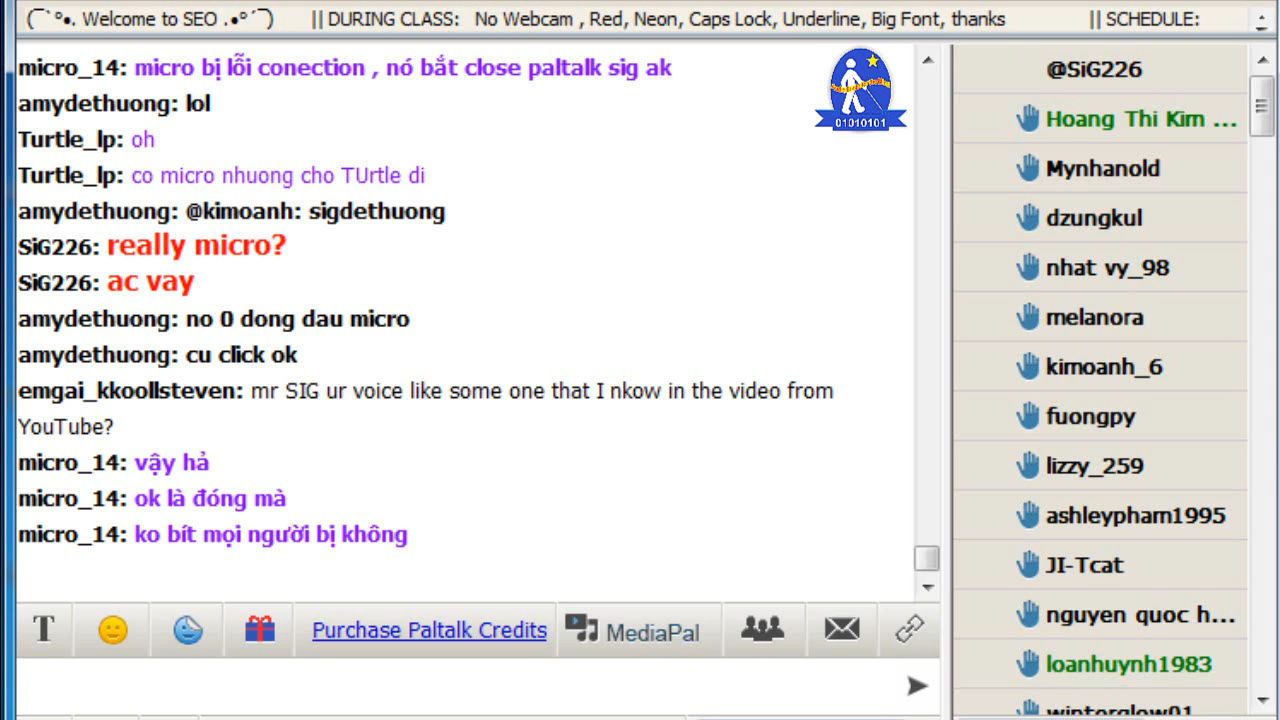 (¯`°•. Welcome to SEO .•°´¯) || DURING CLASS: No Webcam , Red, Neon, Caps Lock, Underline, Big Font, thanks || SCHEDULE:
micro_14: micro bị lỗi conection , nó bắt close paltalk sig ak
amydethuong: lol
Turtle_lp: oh
Turtle_lp: co micro nhuong cho TUrtle di
amydethuong: @kimoanh: sigdethuong
SiG226: really micro?
SiG226: ac vay
amydethuong: no 0 dong dau micro
amydethuong: cu click ok
emgai_kkoollsteven: mr SIG ur voice like some one that I nkow in the video from
YouTube?
micro_14: vậy hả
micro_14: ok là đóng mà
micro_14: ko bít mọi người bị không
01010101
T
Purchase Paltalk Credits
MediaPal
@SiG226
Hoang Thi Kim ...
Mynhanold
dzungkul
nhat vy_98
melanora
kimoanh_6
fuongpy
lizzy_259
ashleypham1995
JI-Tcat
nguyen quoc h...
loanhuynh1983
winterglow01